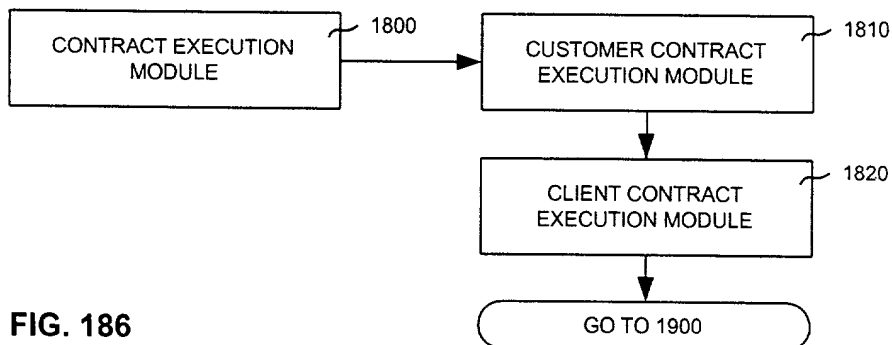 CONTRACT EXECUTION
MODULE
1800
CUSTOMER CONTRACT
EXECUTION MODULE
1810
CLIENT CONTRACT
EXECUTION MODULE
1820
GO TO 1900
FIG. 186